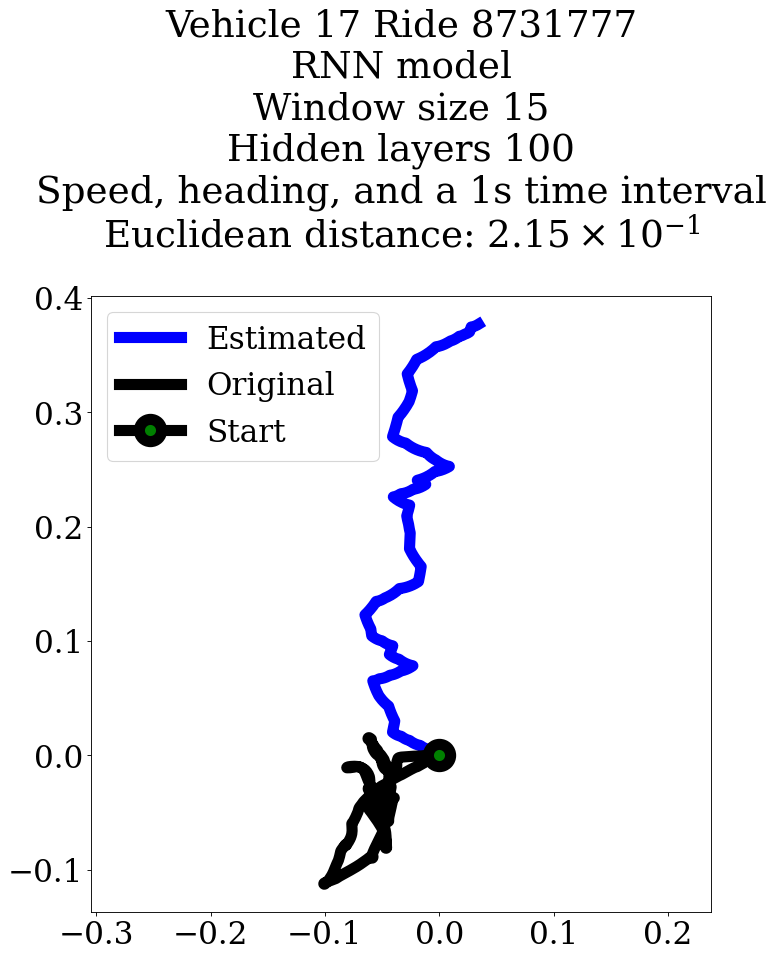 Vehicle 17 Ride 8731777
RNN model
Window size 15
Hidden layers 100
Speed, heading, and a 1s time interval
Euclidean distance: 2.15 × 10⁻¹
0.4
0.3
0.2
0.1
0.0
−0.1
Estimated
Original
Start
−0.3
−0.2
−0.1
0.0
0.1
0.2